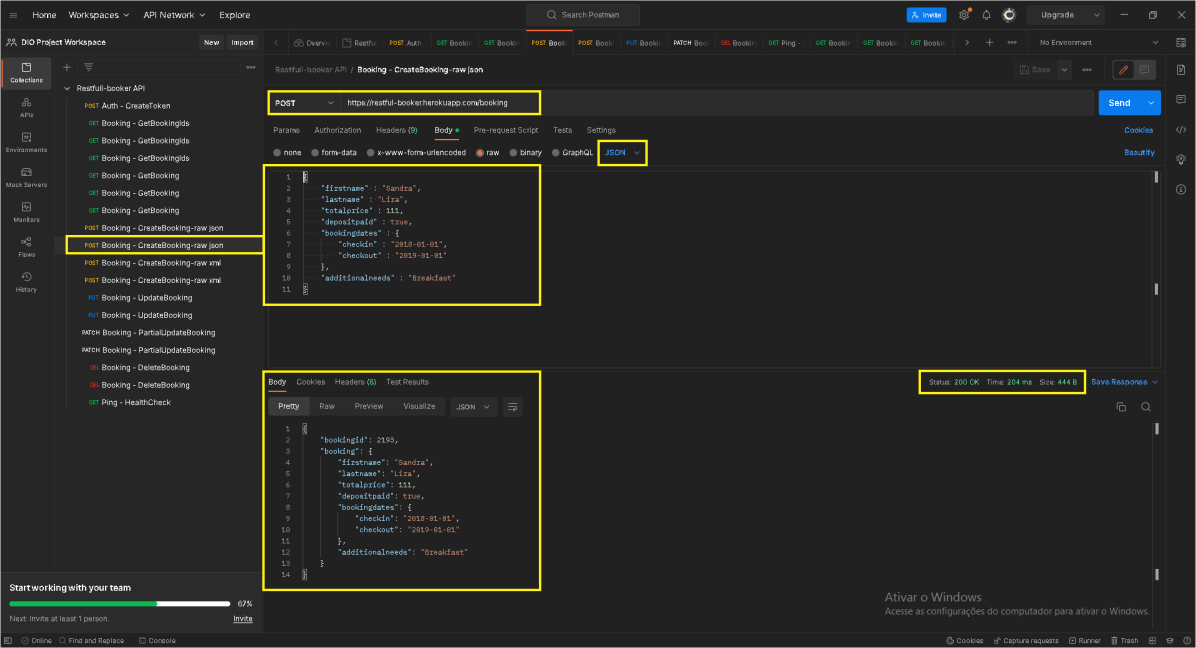 Home Workspaces API Network Explore Search Postman Invite Upgrade
DIO Project Workspace New Import Overvie Restful POST Auth GET Bookin GET Bookin POST Book POST Bookin PUT Bookin PATCH Book DEL Bookin GET Ping - GET Bookin GET Bookin GET Bookin No Environment
Collections
APIs
Environments
Mock Servers
Monitors
Flows
History
Restfull-booker API
POST Auth - CreateToken
GET Booking - GetBookingIds
GET Booking - GetBookingIds
GET Booking - GetBookingIds
GET Booking - GetBooking
GET Booking - GetBooking
GET Booking - GetBooking
POST Booking - CreateBooking-raw json
POST Booking - CreateBooking-raw json
POST Booking - CreateBooking-raw xml
POST Booking - CreateBooking-raw xml
PUT Booking - UpdateBooking
PUT Booking - UpdateBooking
PATCH Booking - PartialUpdateBooking
PATCH Booking - PartialUpdateBooking
DEL Booking - DeleteBooking
DEL Booking - DeleteBooking
GET Ping - HealthCheck
Start working with your team
67%
Next: Invite at least 1 person. Invite
Restfull-booker API / Booking - CreateBooking-raw json Save
POST https://restful-booker.herokuapp.com/booking Send
Params Authorization Headers (9) Body Pre-request Script Tests Settings Cookies
none form-data x-www-form-urlencoded raw binary GraphQL JSON Beautify
1 {
2 "firstname" : "Sandra",
3 "lastname" : "Lira",
4 "totalprice" : 111,
5 "depositpaid" : true,
6 "bookingdates" : {
7 "checkin" : "2018-01-01",
8 "checkout" : "2019-01-01"
9 },
10 "additionalneeds" : "Breakfast"
11 }
Body Cookies Headers (8) Test Results Status: 200 OK Time: 204 ms Size: 444 B Save Response
Pretty Raw Preview Visualize JSON
1 {
2 "bookingid": 2193,
3 "booking": {
4 "firstname": "Sandra",
5 "lastname": "Lira",
6 "totalprice": 111,
7 "depositpaid": true,
8 "bookingdates": {
9 "checkin": "2018-01-01",
10 "checkout": "2019-01-01"
11 },
12 "additionalneeds": "Breakfast"
13 }
14 }
Ativar o Windows
Acesse as configurações do computador para ativar o Windows.
Online Find and Replace Console Cookies Capture requests Runner Trash